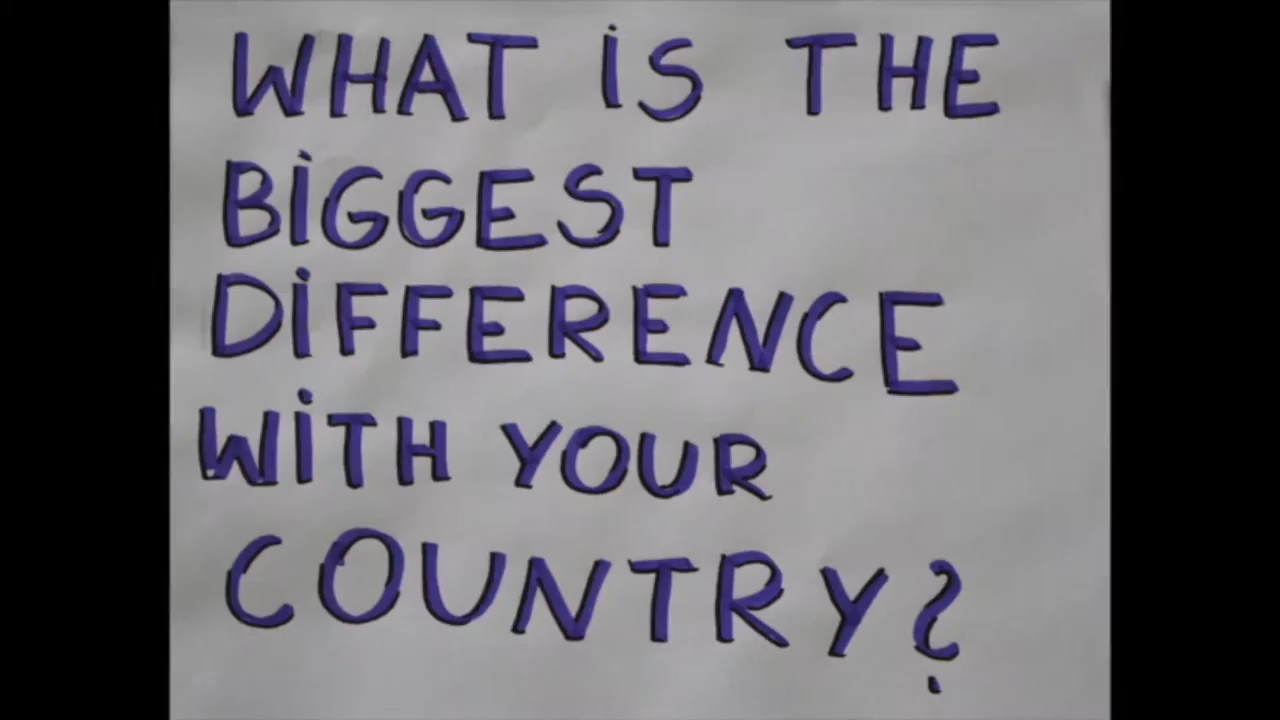 WHAT iS THE
BiGGEST
DiFFERENCE
WiTH YOUR
COUNTRY?